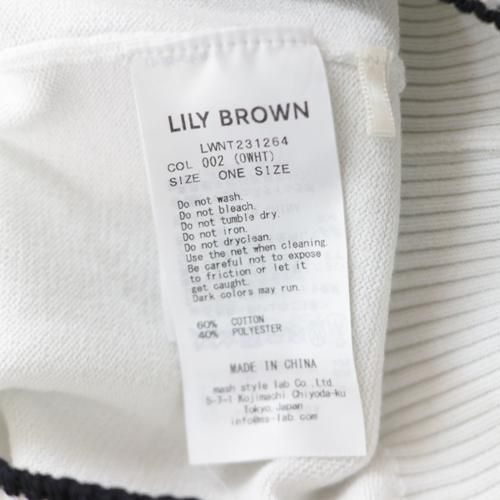 LILY BROWN
LWNT231264
COL 002 (OWHT)
SIZE ONE SIZE
Do not wash.
Do not bleach.
Do not tumble dry.
Do not iron.
Do not dryclean.
Use the net when cleaning.
Be careful not to expose
to friction or let it
get caught.
Dark colors may run.
60% COTTON
40% POLYESTER
MADE IN CHINA
mash style lab Co.,Ltd.
5-7-1 Kojimachi Chiyoda-ku
Tokyo,Japan
info@ms-lab.com